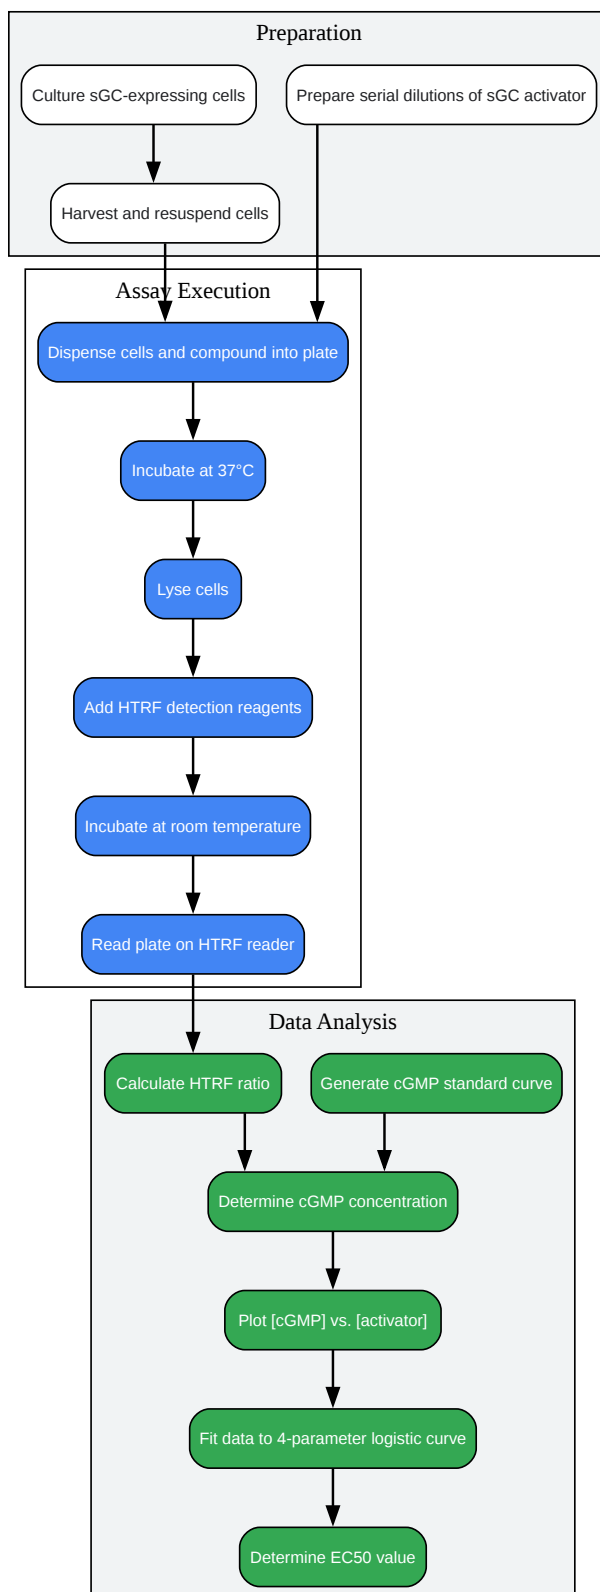 Preparation
Culture sGC-expressing cells
Prepare serial dilutions of sGC activator
Harvest and resuspend cells
Assay Execution
Dispense cells and compound into plate
Incubate at 37°C
Lyse cells
Add HTRF detection reagents
Incubate at room temperature
Read plate on HTRF reader
Data Analysis
Calculate HTRF ratio
Generate cGMP standard curve
Determine cGMP concentration
Plot [cGMP] vs. [activator]
Fit data to 4-parameter logistic curve
Determine EC50 value